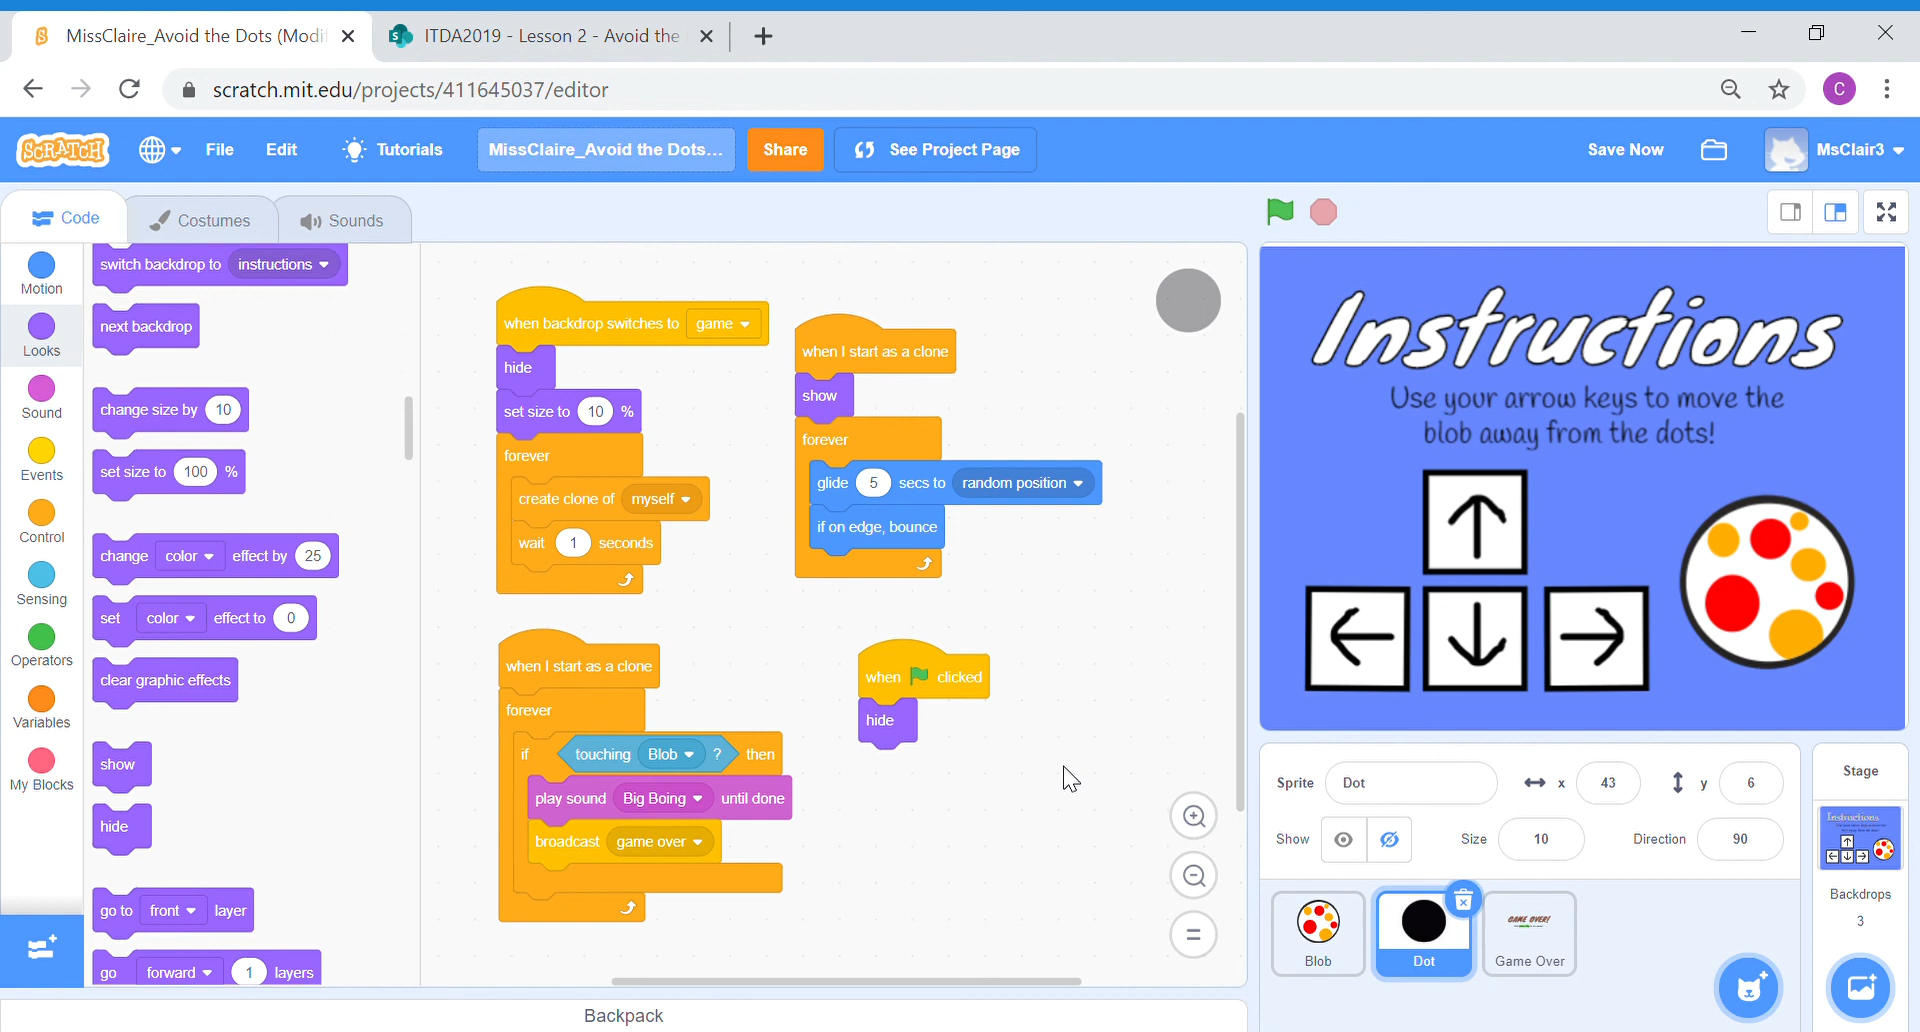 MissClaire_Avoid the Dots (Modi
ITDA2019 - Lesson 2 - Avoid the
scratch.mit.edu/projects/411645037/editor
C
SCRATCH
File
Edit
Tutorials
MissClaire_Avoid the Dots...
Share
See Project Page
Save Now
MsClair3
Code
Costumes
Sounds
Motion
Looks
Sound
Events
Control
Sensing
Operators
Variables
My Blocks
switch backdrop to instructions
next backdrop
change size by 10
set size to 100 %
change color effect by 25
set color effect to 0
clear graphic effects
show
hide
go to front layer
go forward 1 layers
when backdrop switches to game
hide
set size to 10 %
forever
create clone of myself
wait 1 seconds
when I start as a clone
show
forever
glide 5 secs to random position
if on edge, bounce
when I start as a clone
forever
if touching Blob ? then
play sound Big Boing until done
broadcast game over
when clicked
hide
Backpack
Instructions
Use your arrow keys to move the
blob away from the dots!
Sprite Dot x 43 y 6
Show Size 10 Direction 90
Blob
Dot
GAME OVER!
Game Over
Stage
Instructions
Backdrops
3